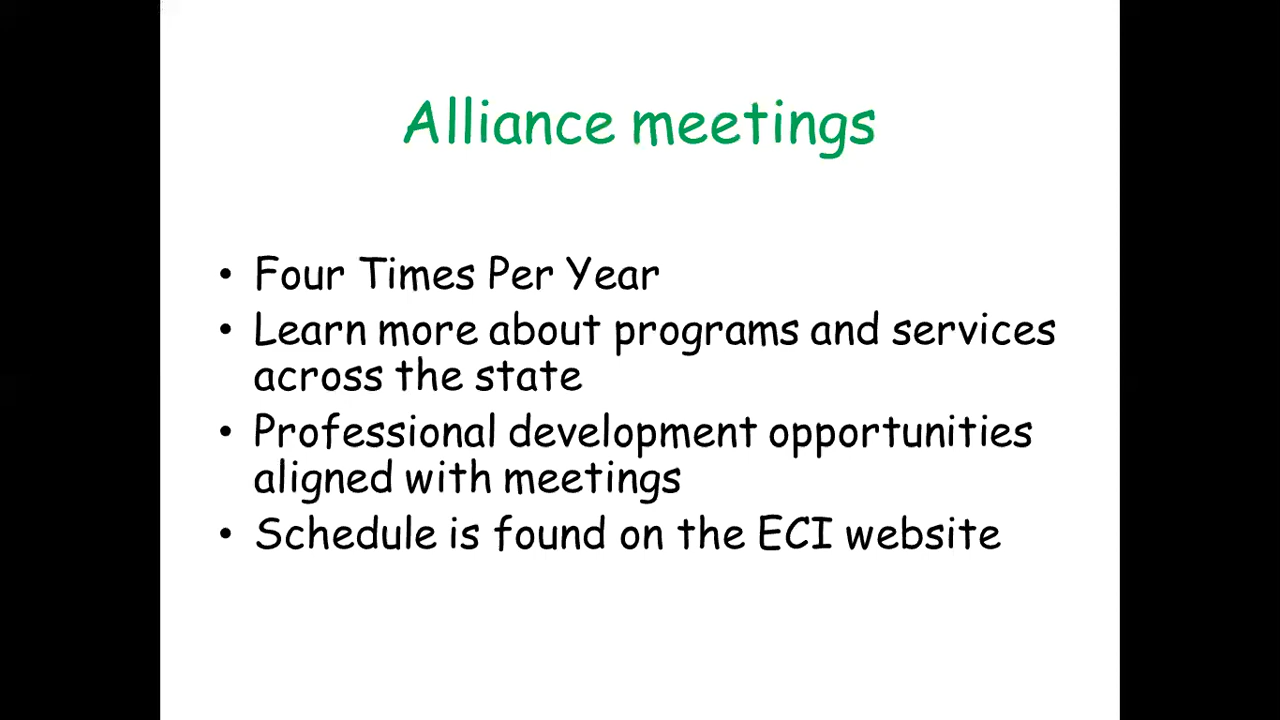 Alliance meetings
• Four Times Per Year
• Learn more about programs and services
across the state
• Professional development opportunities
aligned with meetings
• Schedule is found on the ECI website